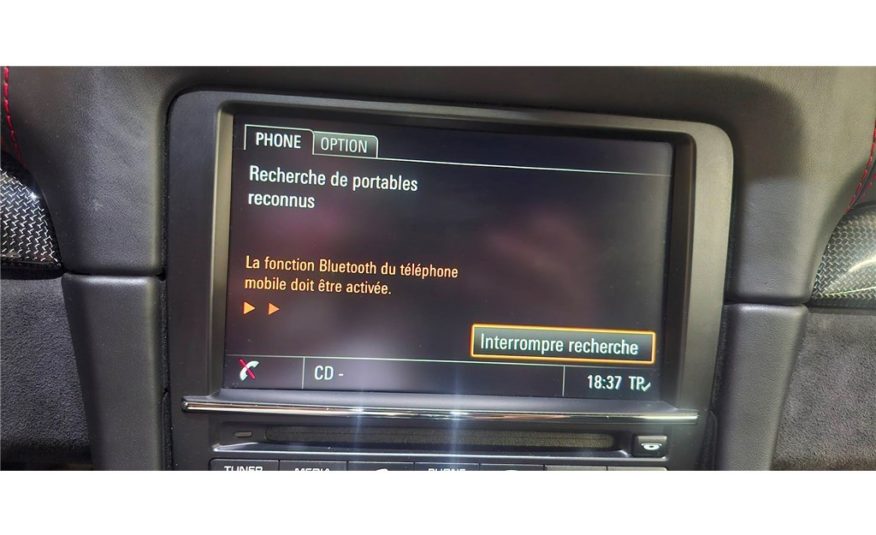 PHONE OPTION
Recherche de portables
reconnus
La fonction Bluetooth du téléphone
mobile doit être activée.
Interrompre recherche
CD -
18:37 TP
TUNER MEDIA PHONE